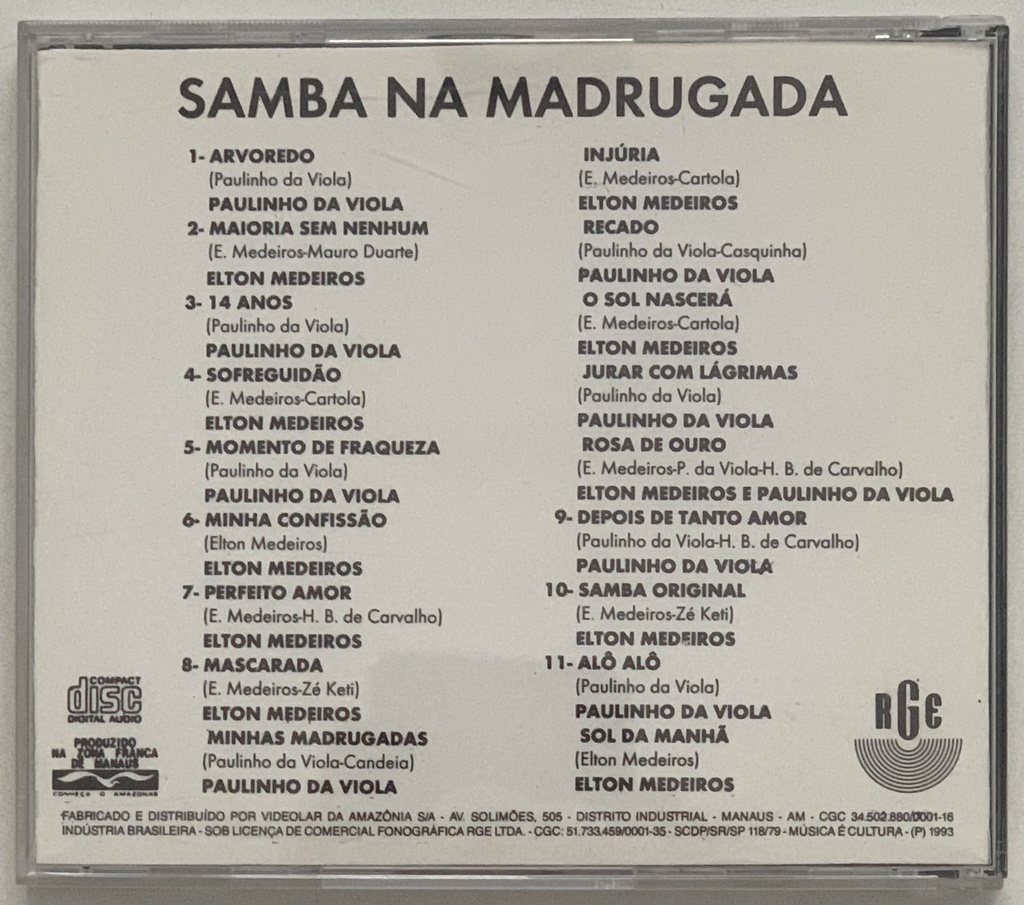 SAMBA NA MADRUGADA
1- ARVOREDO
(Paulinho da Viola)
PAULINHO DA VIOLA
2- MAIORIA SEM NENHUM
(E. Medeiros-Mauro Duarte)
ELTON MEDEIROS
3- 14 ANOS
(Paulinho da Viola)
PAULINHO DA VIOLA
4- SOFREGUIDÃO
(E. Medeiros-Cartola)
ELTON MEDEIROS
5- MOMENTO DE FRAQUEZA
(Paulinho da Viola)
PAULINHO DA VIOLA
6- MINHA CONFISSÃO
(Elton Medeiros)
ELTON MEDEIROS
7- PERFEITO AMOR
(E. Medeiros-H. B. de Carvalho)
ELTON MEDEIROS
8- MASCARADA
(E. Medeiros-Zé Keti)
ELTON MEDEIROS
MINHAS MADRUGADAS
(Paulinho da Viola-Candeia)
PAULINHO DA VIOLA
INJÚRIA
(E. Medeiros-Cartola)
ELTON MEDEIROS
RECADO
(Paulinho da Viola-Casquinha)
PAULINHO DA VIOLA
O SOL NASCERÁ
(E. Medeiros-Cartola)
ELTON MEDEIROS
JURAR COM LÁGRIMAS
(Paulinho da Viola)
PAULINHO DA VIOLA
ROSA DE OURO
(E. Medeiros-P. da Viola-H. B. de Carvalho)
ELTON MEDEIROS E PAULINHO DA VIOLA
9- DEPOIS DE TANTO AMOR
(Paulinho da Viola-H. B. de Carvalho)
PAULINHO DA VIOLA
10- SAMBA ORIGINAL
(E. Medeiros-Zé Keti)
ELTON MEDEIROS
11- ALÔ ALÔ
(Paulinho da Viola)
PAULINHO DA VIOLA
SOL DA MANHÃ
(Elton Medeiros)
ELTON MEDEIROS
COMPACT
disc
DIGITAL AUDIO
PRODUZIDO
NA ZONA FRANCA
DE MANAUS
CONHEÇA O AMAZONAS
RGE
FABRICADO E DISTRIBUÍDO POR VIDEOLAR DA AMAZÔNIA S/A - AV. SOLIMÕES, 505 - DISTRITO INDUSTRIAL - MANAUS - AM - CGC 34.502.880/0001-16
INDÚSTRIA BRASILEIRA - SOB LICENÇA DE COMERCIAL FONOGRÁFICA RGE LTDA. - CGC: 51.733.459/0001-35 - SCDP/SR/SP 118/79 - MÚSICA É CULTURA - (P) 1993